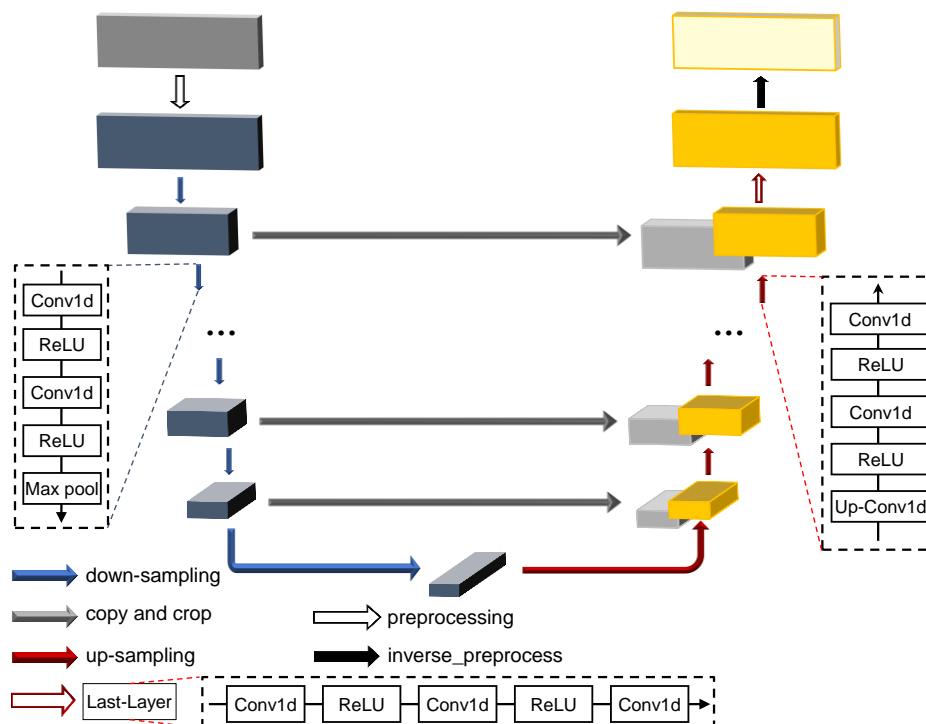 Conv1d
ReLU
Conv1d
ReLU
Max pool
...
...
Conv1d
ReLU
Conv1d
ReLU
Up-Conv1d
down-sampling
copy and crop
preprocessing
up-sampling
inverse_preprocess
Last-Layer
Conv1d ReLU Conv1d ReLU Conv1d